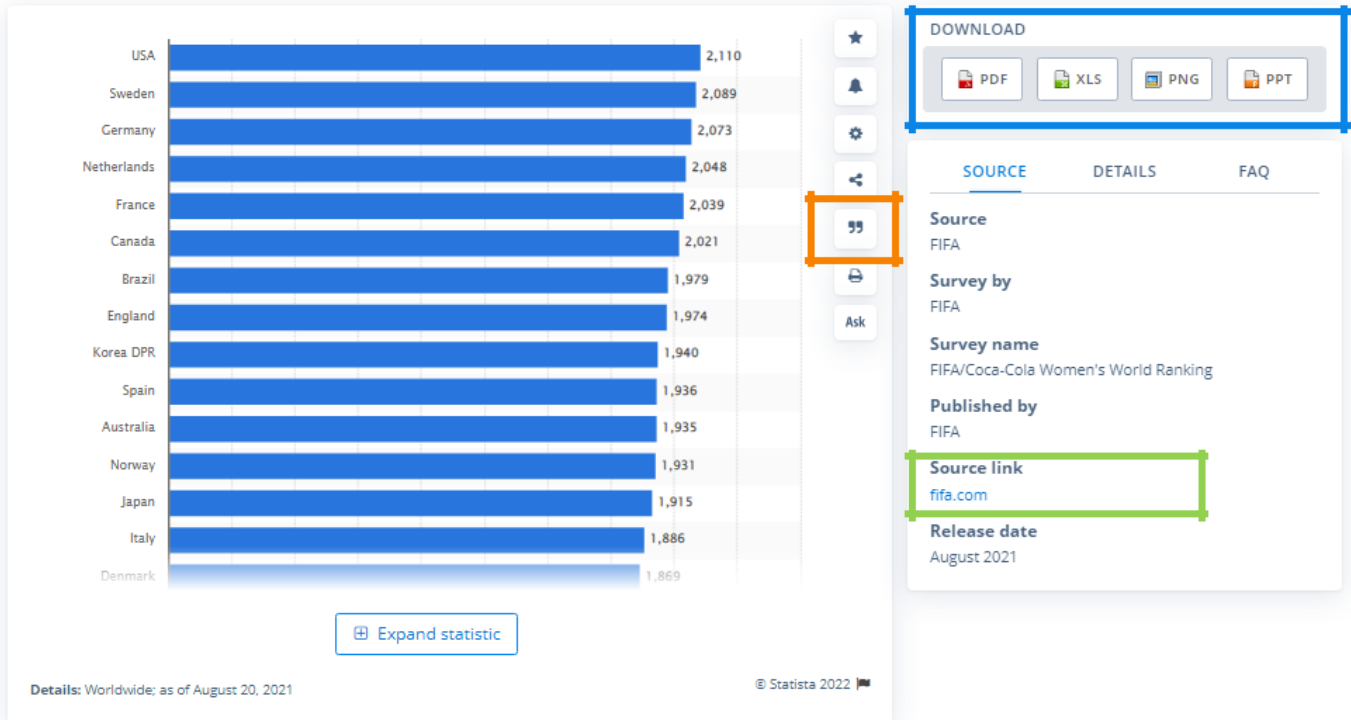 USA 2,110
Sweden 2,089
Germany 2,073
Netherlands 2,048
France 2,039
Canada 2,021
Brazil 1,979
England 1,974
Korea DPR 1,940
Spain 1,936
Australia 1,935
Norway 1,931
Japan 1,915
Italy 1,886
Denmark 1,869
Expand statistic
Details: Worldwide; as of August 20, 2021
© Statista 2022
Ask
DOWNLOAD
PDF XLS PNG PPT
SOURCE DETAILS FAQ
Source
FIFA
Survey by
FIFA
Survey name
FIFA/Coca-Cola Women's World Ranking
Published by
FIFA
Source link
fifa.com
Release date
August 2021